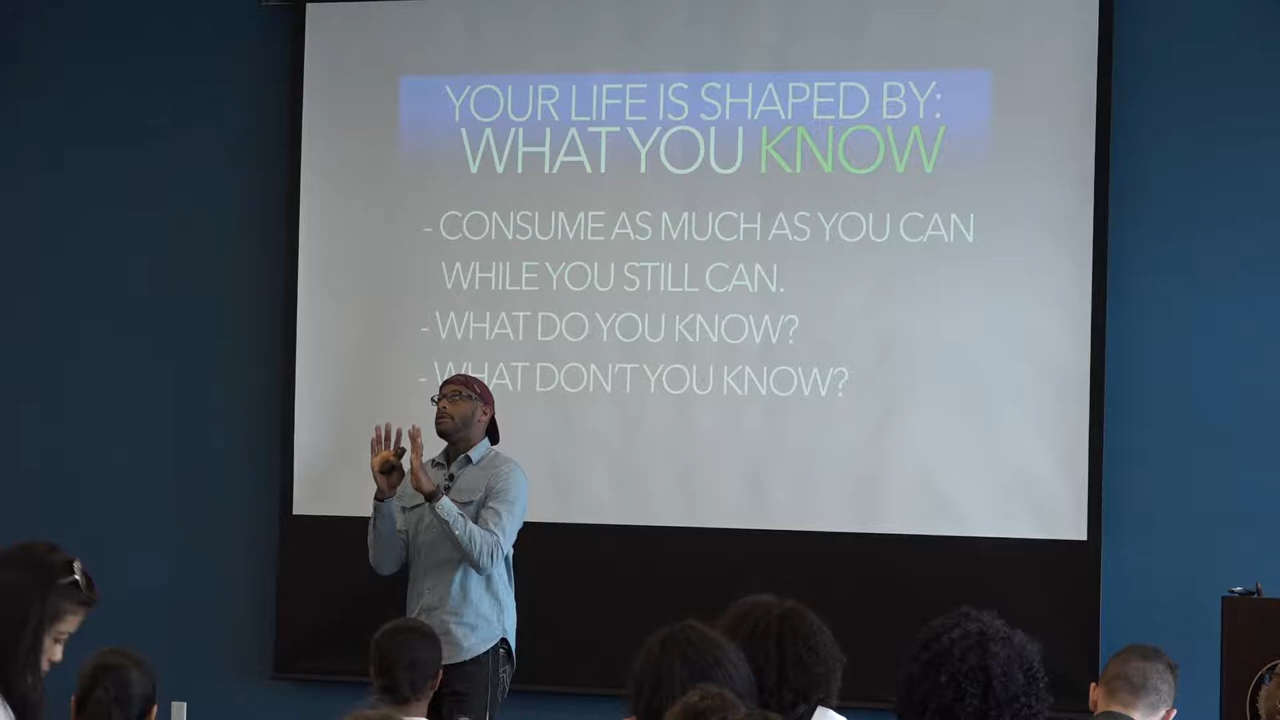 YOUR LIFE IS SHAPED BY:
WHAT YOU KNOW
- CONSUME AS MUCH AS YOU CAN
WHILE YOU STILL CAN.
- WHAT DO YOU KNOW?
- WHAT DON'T YOU KNOW?